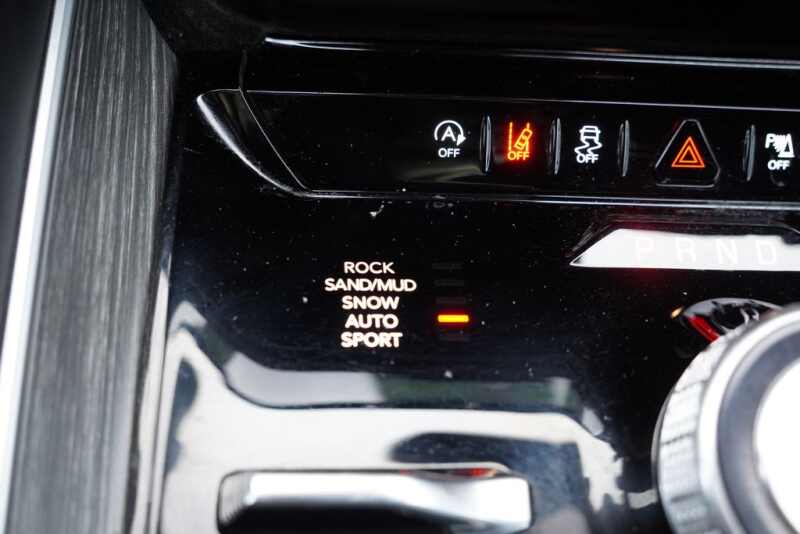 A
OFF
OFF
OFF
P
OFF
P R N D
ROCK
SAND/MUD
SNOW
AUTO
SPORT